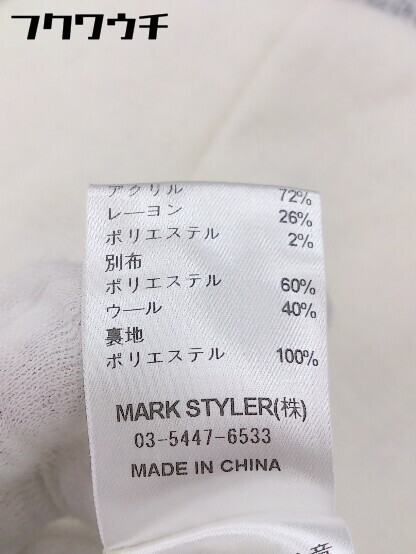 フクワウチ
アクリル 72%
レーヨン 26%
ポリエステル 2%
別布
ポリエステル 60%
ウール 40%
裏地
ポリエステル 100%
MARK STYLER(株)
03-5447-6533
MADE IN CHINA
意